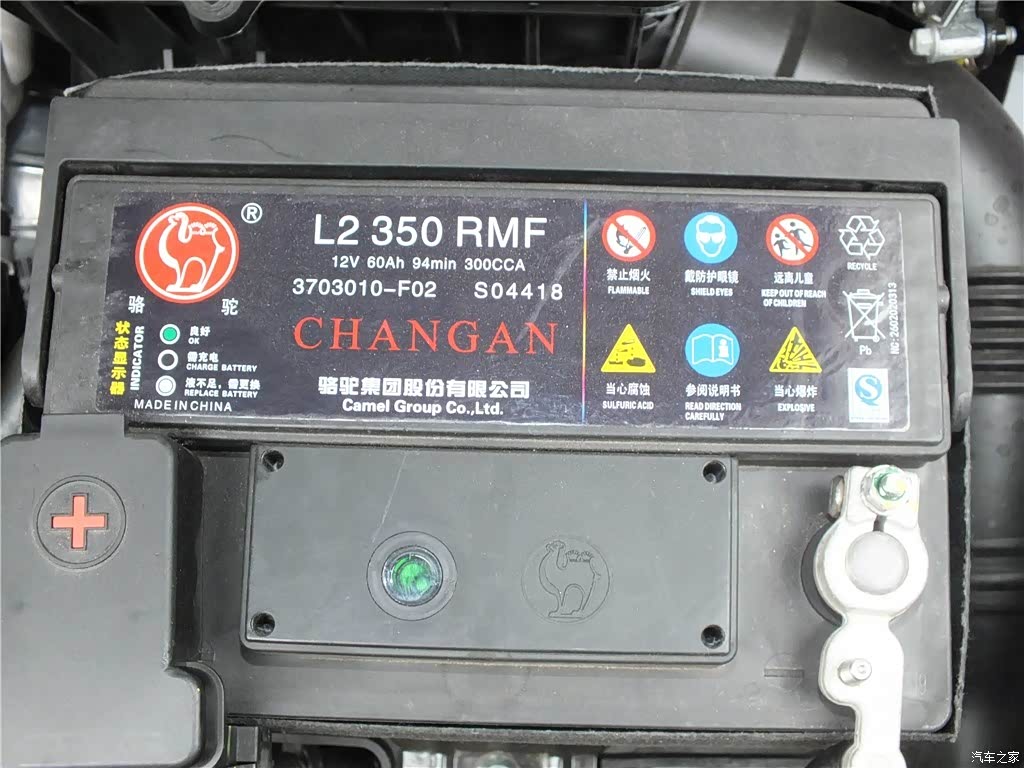 ®
L2 350 RMF
12V 60Ah 94min 300CCA
3703010-F02 S04418
CHANGAN
骆驼集团股份有限公司
Camel Group Co.,Ltd.
骆 驼
状态显示器
INDICATOR
良好
OK
需充电
CHARGE BATTERY
液不足，需更换
REPLACE BATTERY
MADE IN CHINA
禁止烟火
FLAMMABLE
戴防护眼镜
SHIELD EYES
远离儿童
KEEP OUT OF REACH
OF CHILDREN
RECYCLE
当心腐蚀
SULFURIC ACID
参阅说明书
READ DIRECTION
CAREFULLY
当心爆炸
EXPLOSIVE
Pb
NG-2602020313
S
汽车之家